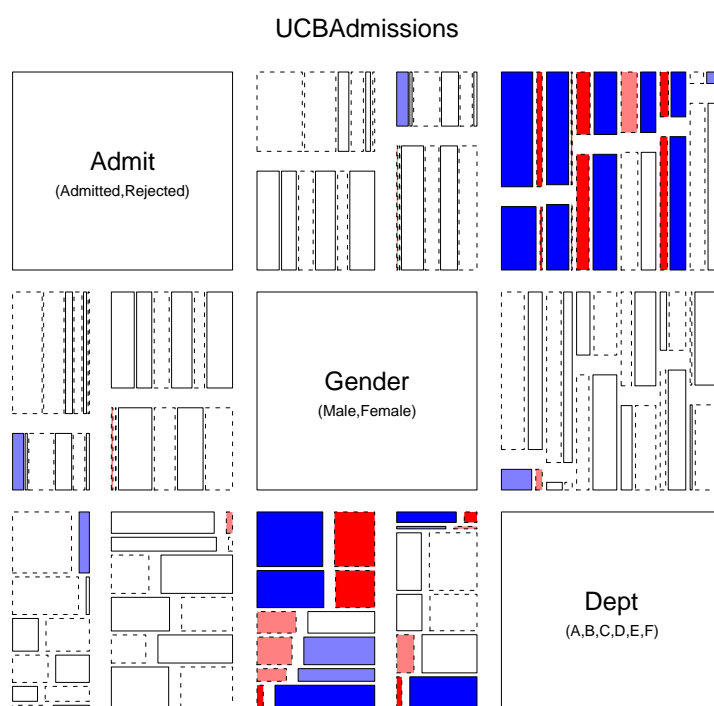 UCBAdmissions
Admit
(Admitted,Rejected)
Gender
(Male,Female)
Dept
(A,B,C,D,E,F)